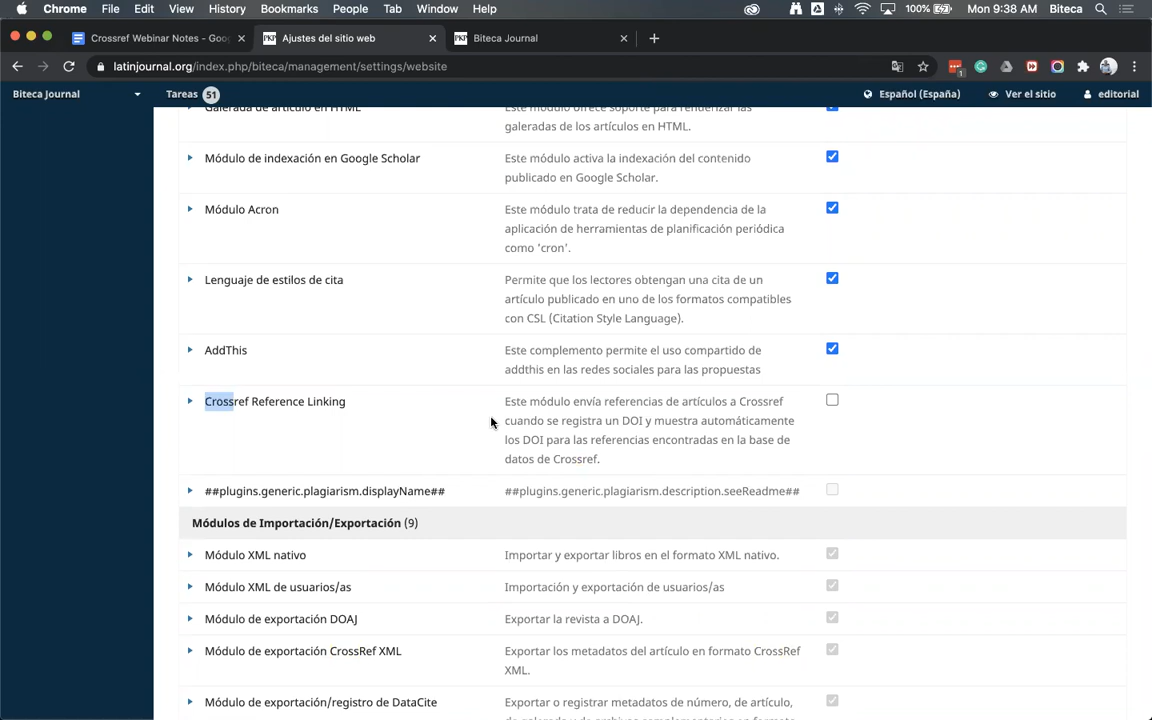 Chrome File Edit View History Bookmarks People Tab Window Help 100% Mon 9:38 AM Biteca
Crossref Webinar Notes - Goo PKP Ajustes del sitio web PKP Biteca Journal
latinjournal.org/index.php/biteca/management/settings/website 1
Biteca Journal Tareas 51 Español (España) Ver el sitio editorial
Galerada de artículo en HTML Este módulo ofrece soporte para renderizar las
galeradas de los artículos en HTML.
Módulo de indexación en Google Scholar Este módulo activa la indexación del contenido
publicado en Google Scholar.
Módulo Acron Este módulo trata de reducir la dependencia de la
aplicación de herramientas de planificación periódica
como 'cron'.
Lenguaje de estilos de cita Permite que los lectores obtengan una cita de un
artículo publicado en uno de los formatos compatibles
con CSL (Citation Style Language).
AddThis Este complemento permite el uso compartido de
addthis en las redes sociales para las propuestas
Crossref Reference Linking Este módulo envía referencias de artículos a Crossref
cuando se registra un DOI y muestra automáticamente
los DOI para las referencias encontradas en la base de
datos de Crossref.
##plugins.generic.plagiarism.displayName## ##plugins.generic.plagiarism.description.seeReadme##
Módulos de Importación/Exportación (9)
Módulo XML nativo Importar y exportar libros en el formato XML nativo.
Módulo XML de usuarios/as Importación y exportación de usuarios/as
Módulo de exportación DOAJ Exportar la revista a DOAJ.
Módulo de exportación CrossRef XML Exportar los metadatos del artículo en formato CrossRef
XML.
Módulo de exportación/registro de DataCite Exportar o registrar metadatos de número, de artículo,